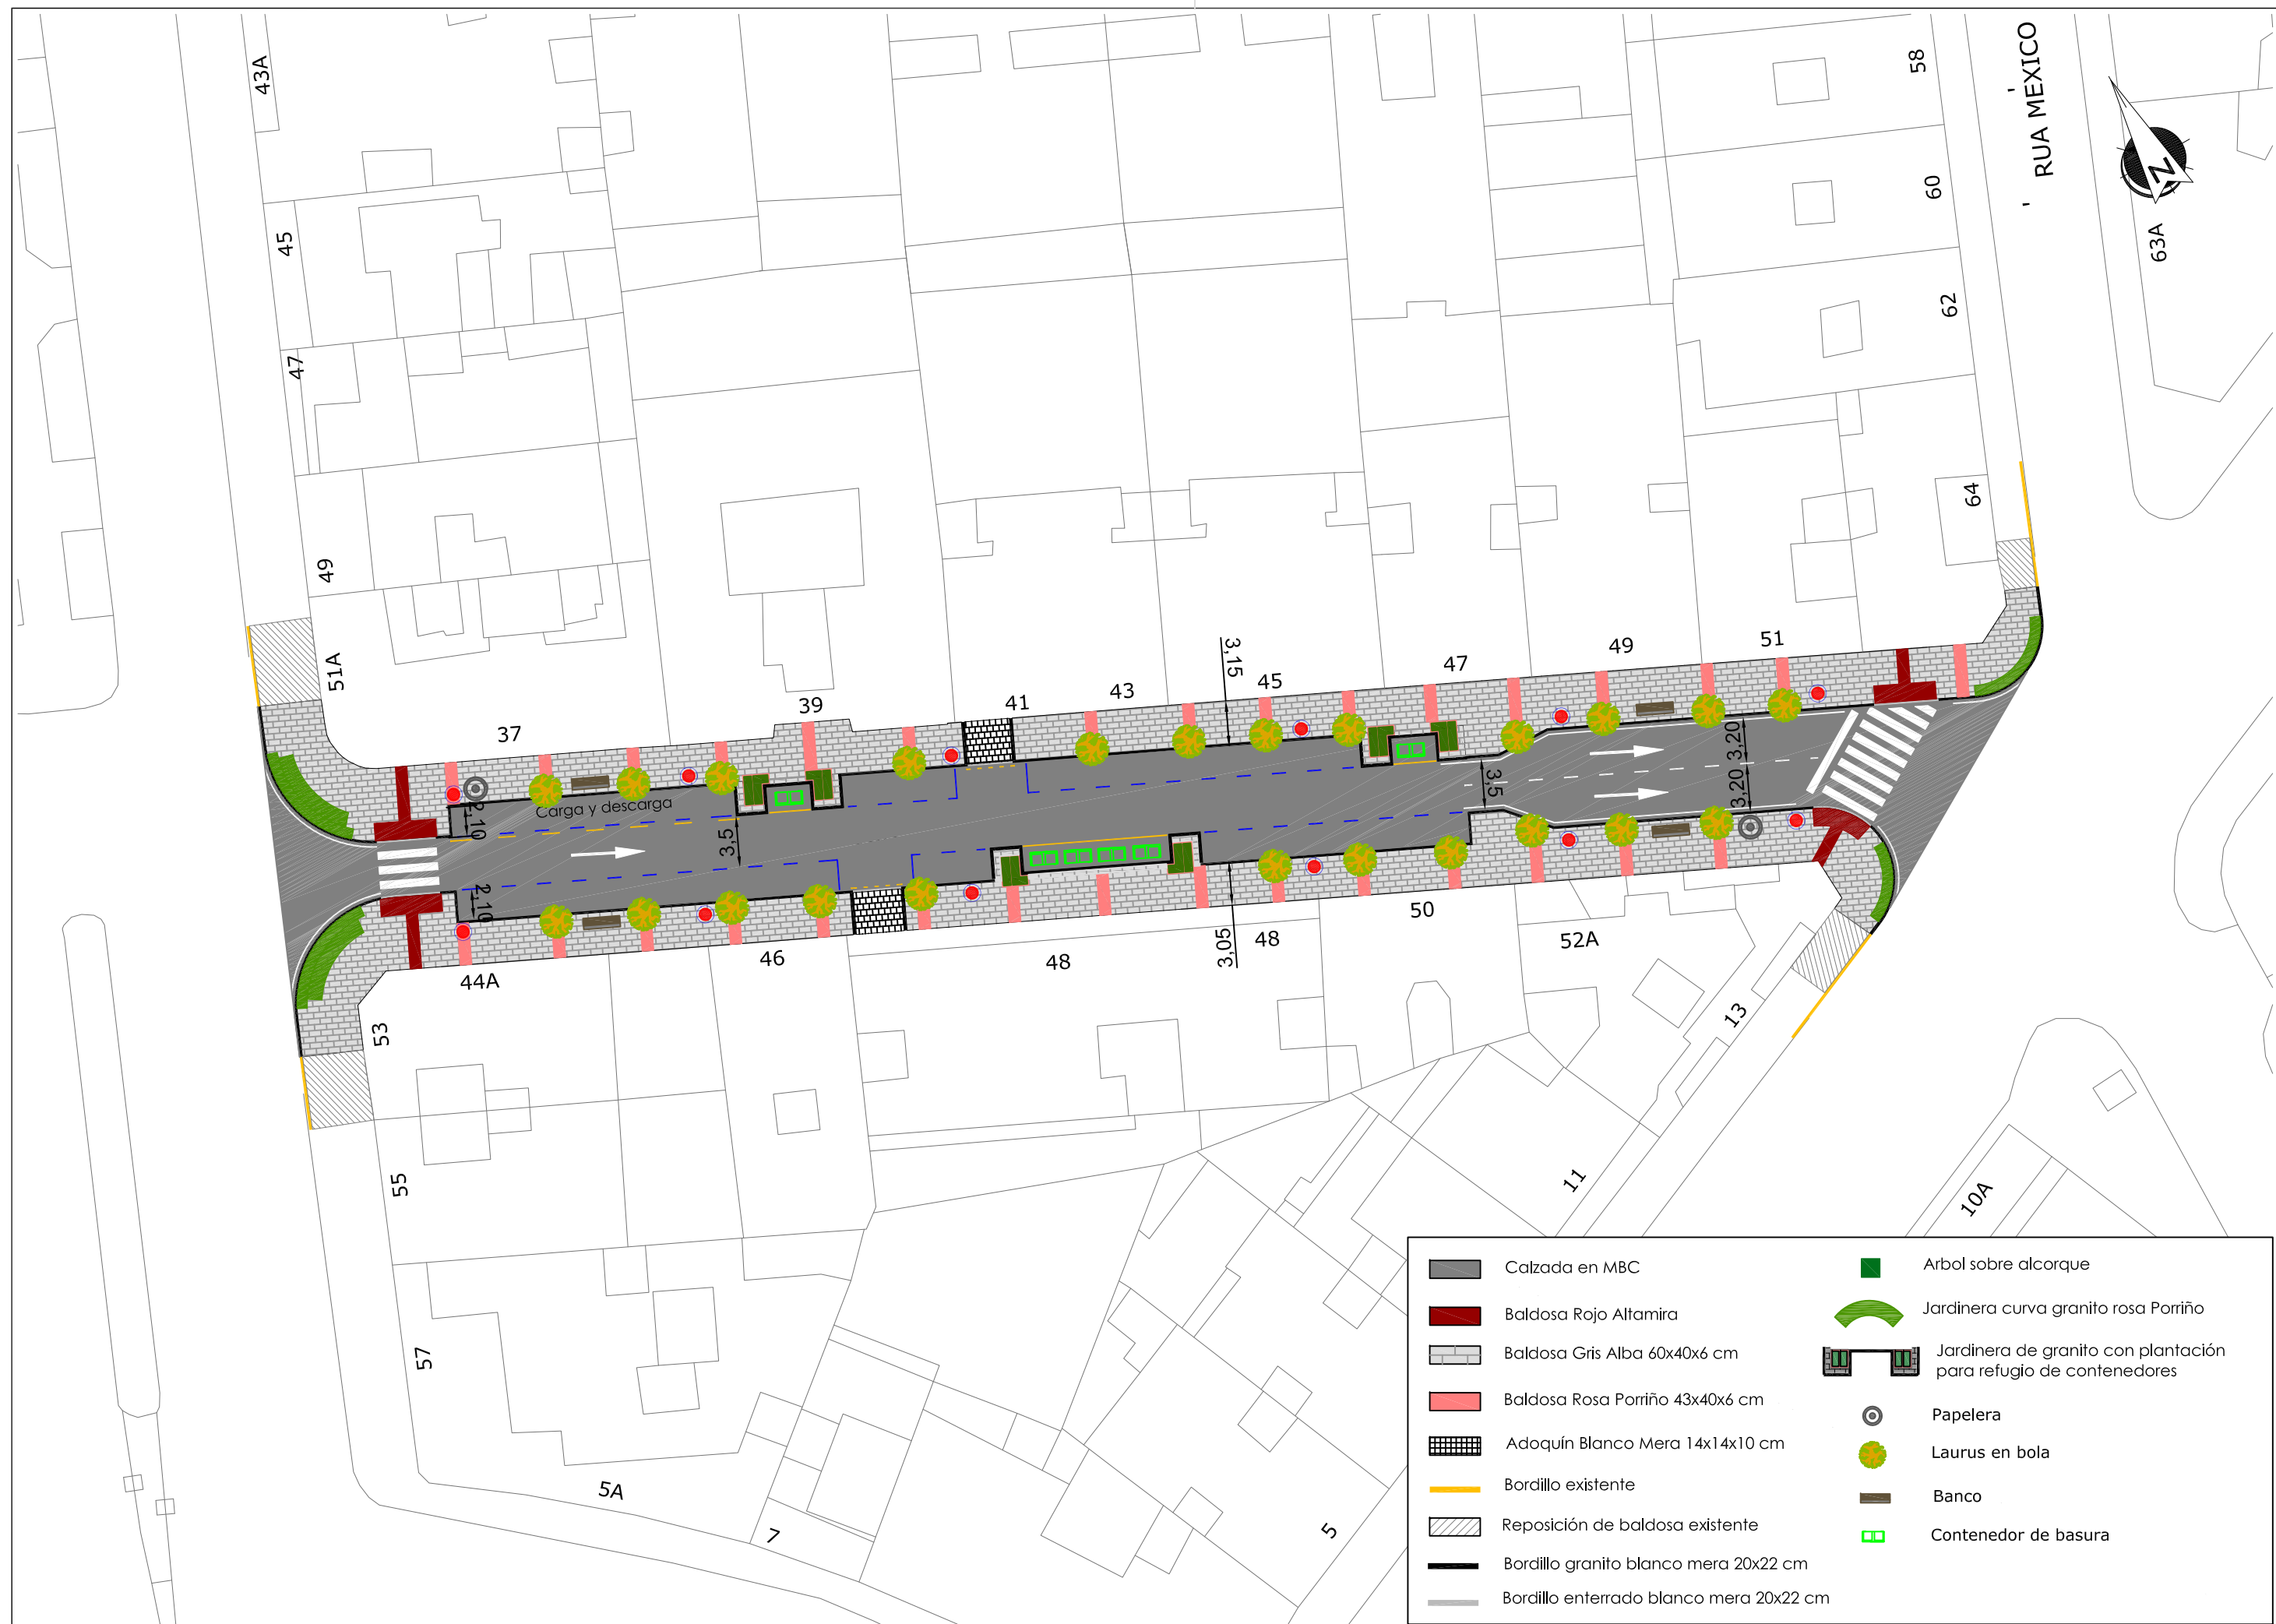 43A
58
RUA MÉXICO
60
N
63A
45
62
47
64
49
51A
3,15
51
49
47
45
43
41
39
37
3,20
3,20
3,5
2,10
Carga y descarga
3,5
2,10
50
48
3,05
52A
48
46
44A
53
13
55
11
10A
57
5A
7
5
Calzada en MBC
Baldosa Rojo Altamira
Baldosa Gris Alba 60x40x6 cm
Baldosa Rosa Porriño 43x40x6 cm
Adoquín Blanco Mera 14x14x10 cm
Bordillo existente
Reposición de baldosa existente
Bordillo granito blanco mera 20x22 cm
Bordillo enterrado blanco mera 20x22 cm
Arbol sobre alcorque
Jardinera curva granito rosa Porriño
Jardinera de granito con plantación
para refugio de contenedores
Papelera
Laurus en bola
Banco
Contenedor de basura